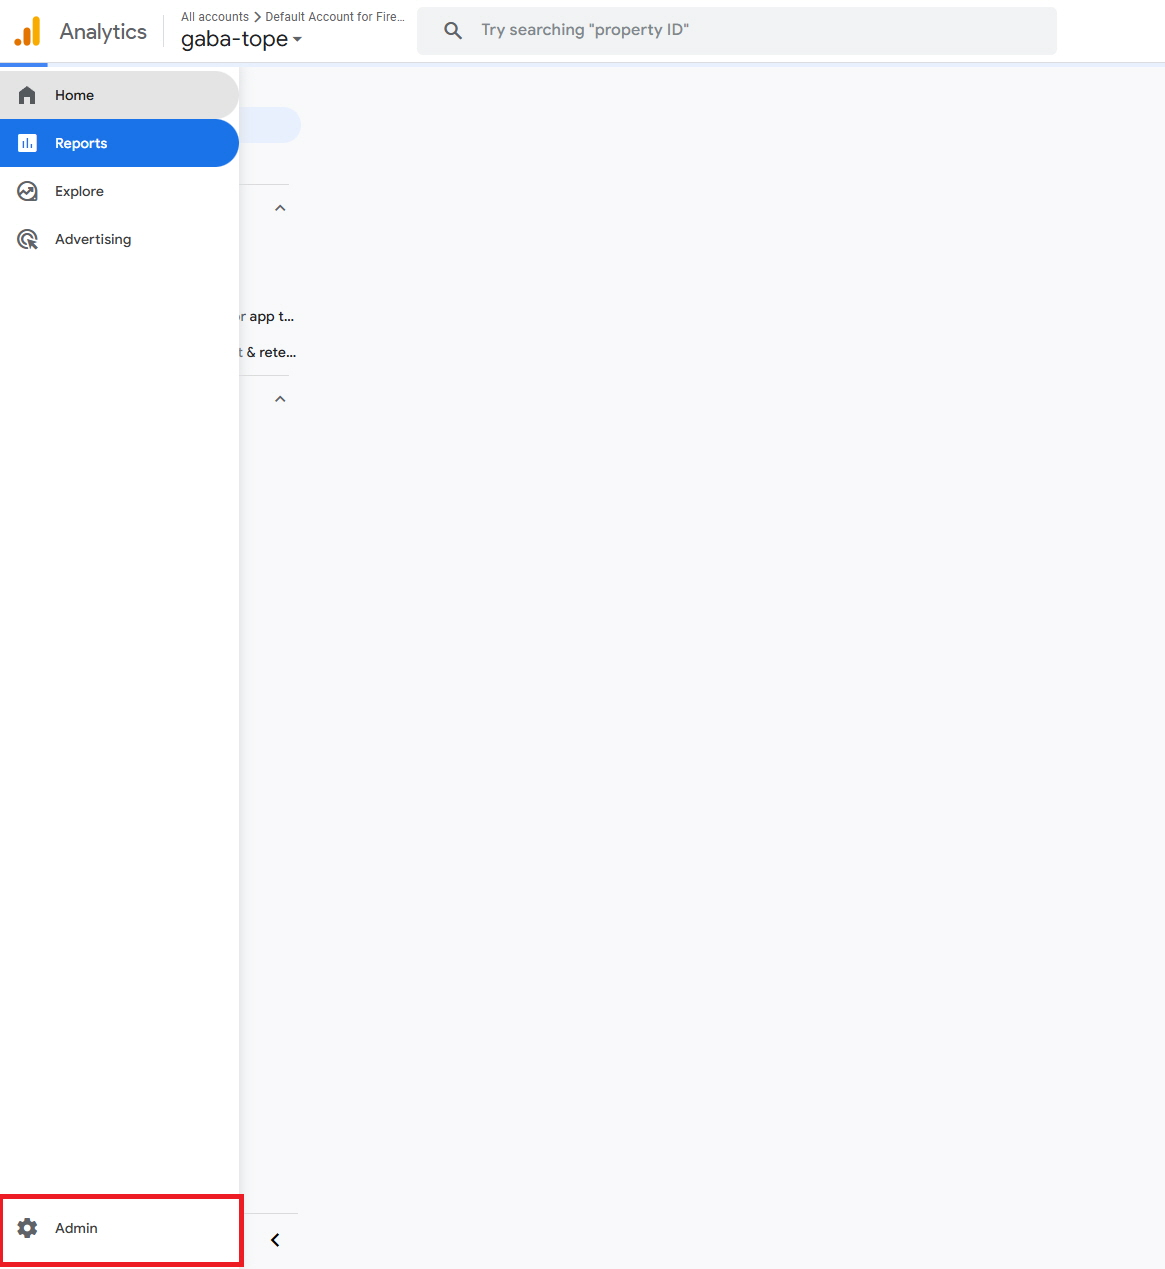 Analytics
All accounts > Default Account for Fire...
gaba-tope
Try searching "property ID"
Home
Reports
Explore
Advertising
r app t...
t & rete...
Admin